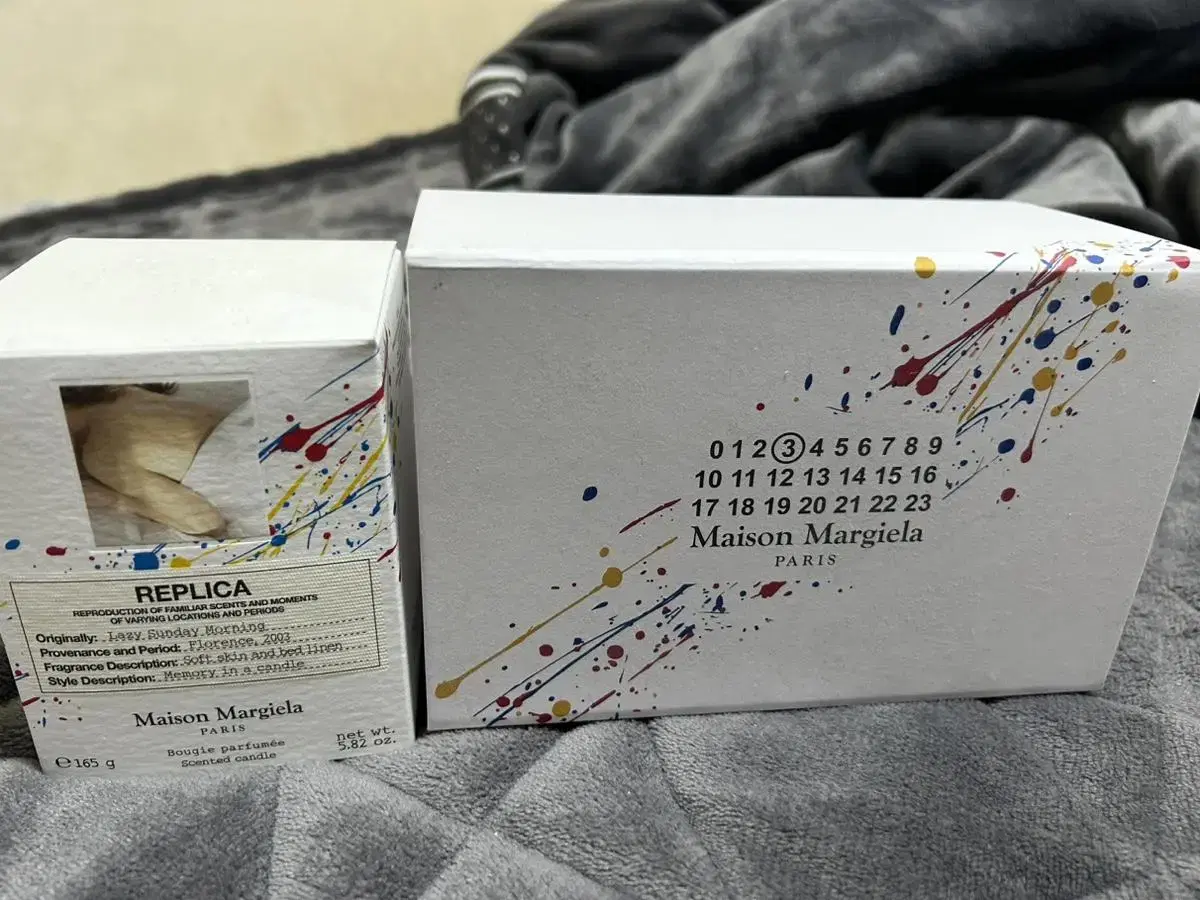 REPLICA
REPRODUCTION OF FAMILIAR SCENTS AND MOMENTS
OF VARYING LOCATIONS AND PERIODS
Originally: Lazy Sunday Morning
Provenance and Period: Florence, 2003
Fragrance Description: Soft skin and bed linen
Style Description: Memory in a candle
Maison Margiela
PARIS
Bougie parfumée
Scented candle
℮165 g
net wt.
5.82 oz.
0 1 2 3 4 5 6 7 8 9
10 11 12 13 14 15 16
17 18 19 20 21 22 23
Maison Margiela
PARIS